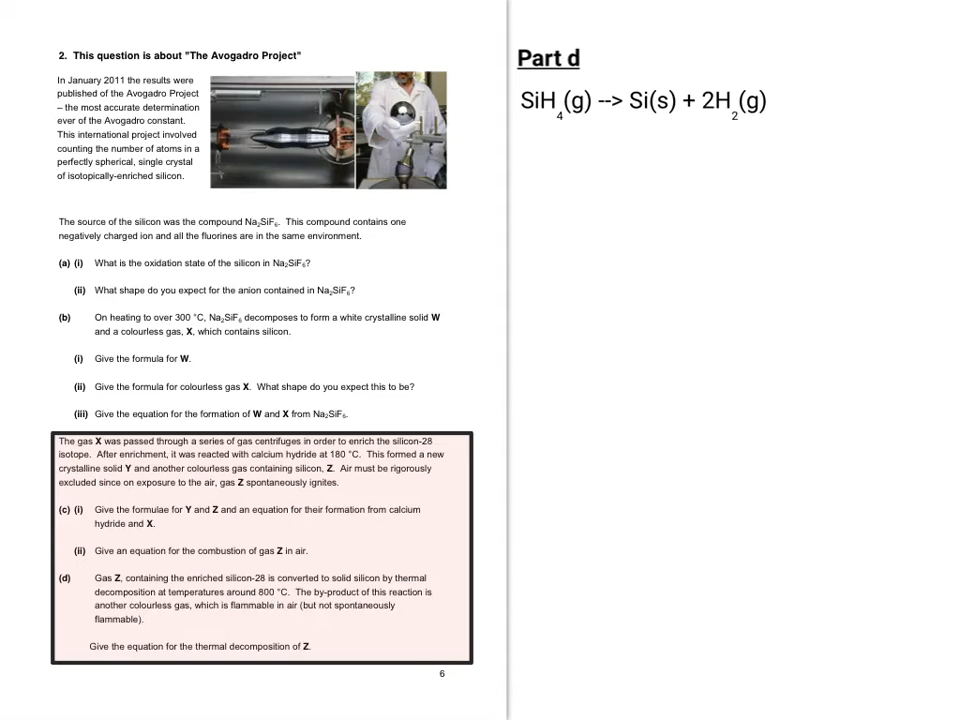 2. This question is about "The Avogadro Project"
In January 2011 the results were
published of the Avogadro Project
– the most accurate determination
ever of the Avogadro constant.
This international project involved
counting the number of atoms in a
perfectly spherical, single crystal
of isotopically-enriched silicon.
The source of the silicon was the compound Na₂SiF₆. This compound contains one
negatively charged ion and all the fluorines are in the same environment.
(a) (i) What is the oxidation state of the silicon in Na₂SiF₆?
(ii) What shape do you expect for the anion contained in Na₂SiF₆?
(b) On heating to over 300 °C, Na₂SiF₆ decomposes to form a white crystalline solid W
and a colourless gas, X, which contains silicon.
(i) Give the formula for W.
(ii) Give the formula for colourless gas X. What shape do you expect this to be?
(iii) Give the equation for the formation of W and X from Na₂SiF₆.
The gas X was passed through a series of gas centrifuges in order to enrich the silicon-28
isotope. After enrichment, it was reacted with calcium hydride at 180 °C. This formed a new
crystalline solid Y and another colourless gas containing silicon, Z. Air must be rigorously
excluded since on exposure to the air, gas Z spontaneously ignites.
(c) (i) Give the formulae for Y and Z and an equation for their formation from calcium
hydride and X.
(ii) Give an equation for the combustion of gas Z in air.
(d) Gas Z, containing the enriched silicon-28 is converted to solid silicon by thermal
decomposition at temperatures around 800 °C. The by-product of this reaction is
another colourless gas, which is flammable in air (but not spontaneously
flammable).
Give the equation for the thermal decomposition of Z.
6
Part d
SiH₄(g) --> Si(s) + 2H₂(g)